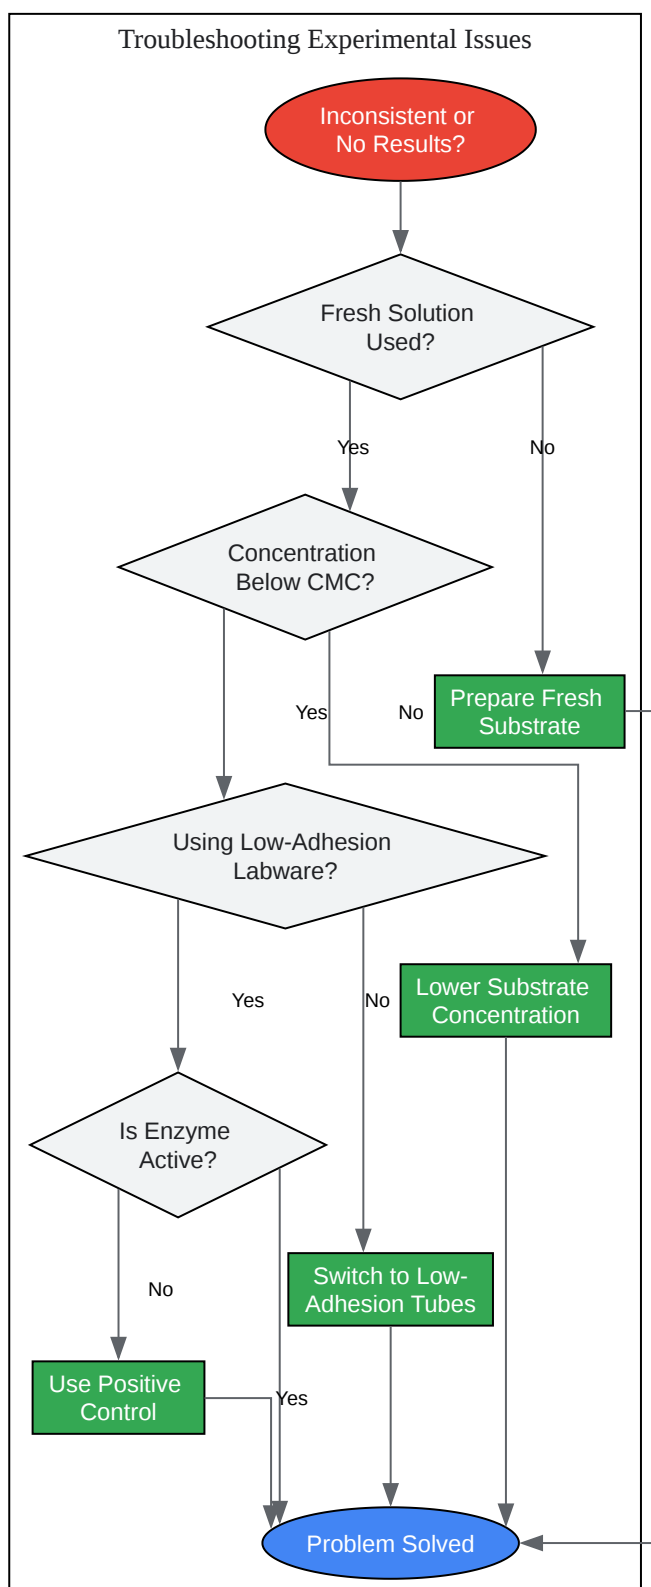 Troubleshooting Experimental Issues
Inconsistent or
No Results?
Fresh Solution
Used?
Yes
No
Concentration
Below CMC?
Prepare Fresh
Substrate
Yes
No
Using Low-Adhesion
Labware?
Lower Substrate
Concentration
Yes
No
Is Enzyme
Active?
Switch to Low-
Adhesion Tubes
No
Use Positive
Control
Yes
Problem Solved